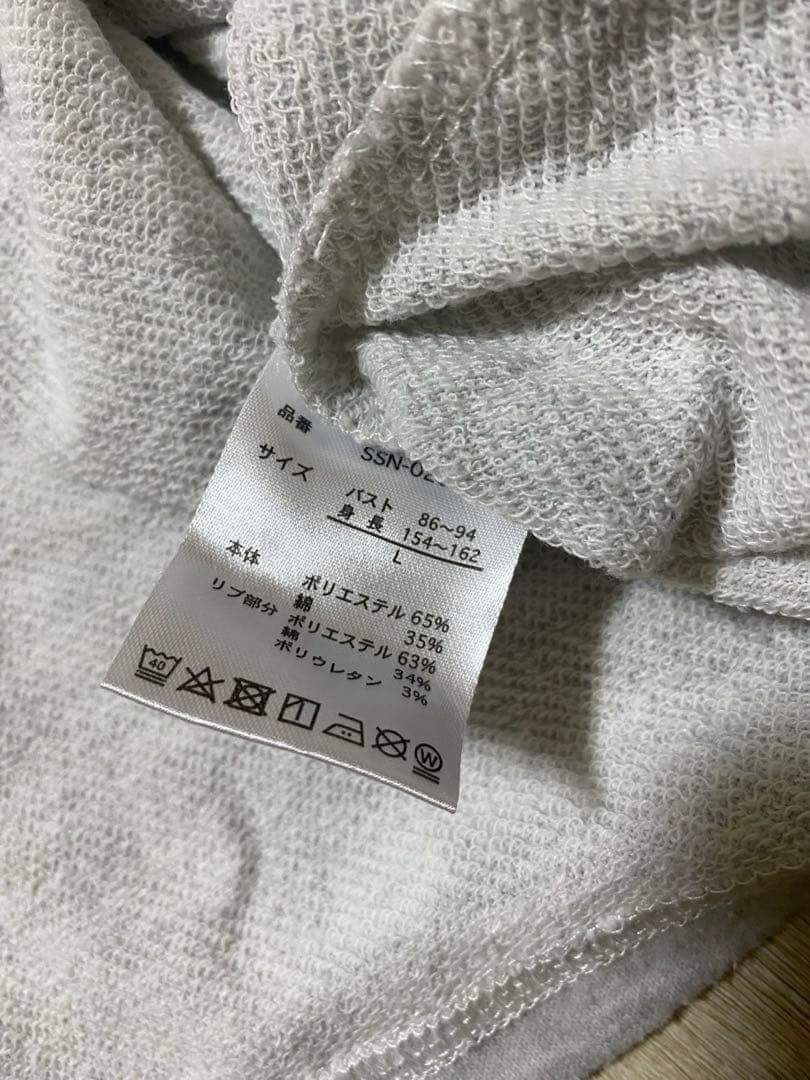 品番 SSN-02
サイズ バスト 86~94
身長 154~162
L
本体 ポリエステル 65%
綿 35%
リブ部分 ポリエステル 63%
綿 34%
ポリウレタン 3%
40 W